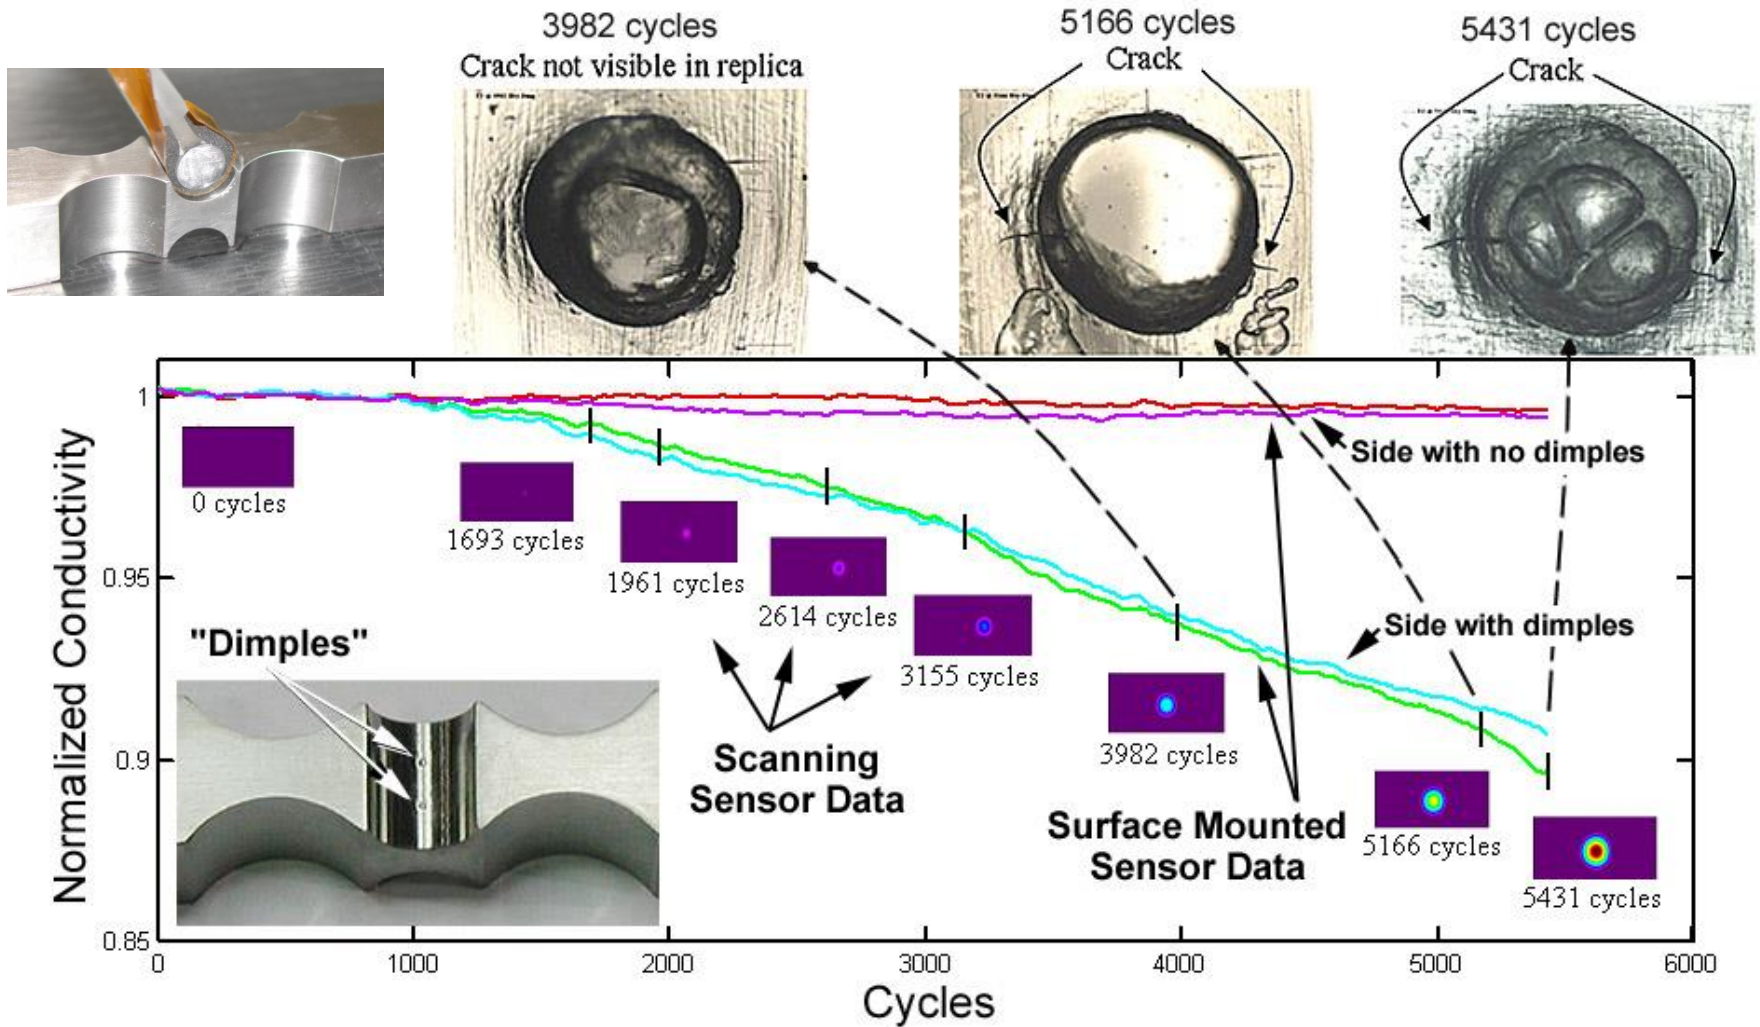 3982 cycles
Crack not visible in replica
5166 cycles
Crack
5431 cycles
Crack
Normalized Conductivity
1
0.95
0.9
0.85
0 cycles
1693 cycles
1961 cycles
2614 cycles
3155 cycles
3982 cycles
5166 cycles
5431 cycles
Side with no dimples
Side with dimples
"Dimples"
Scanning
Sensor Data
Surface Mounted
Sensor Data
0
1000
2000
3000
4000
5000
6000
Cycles